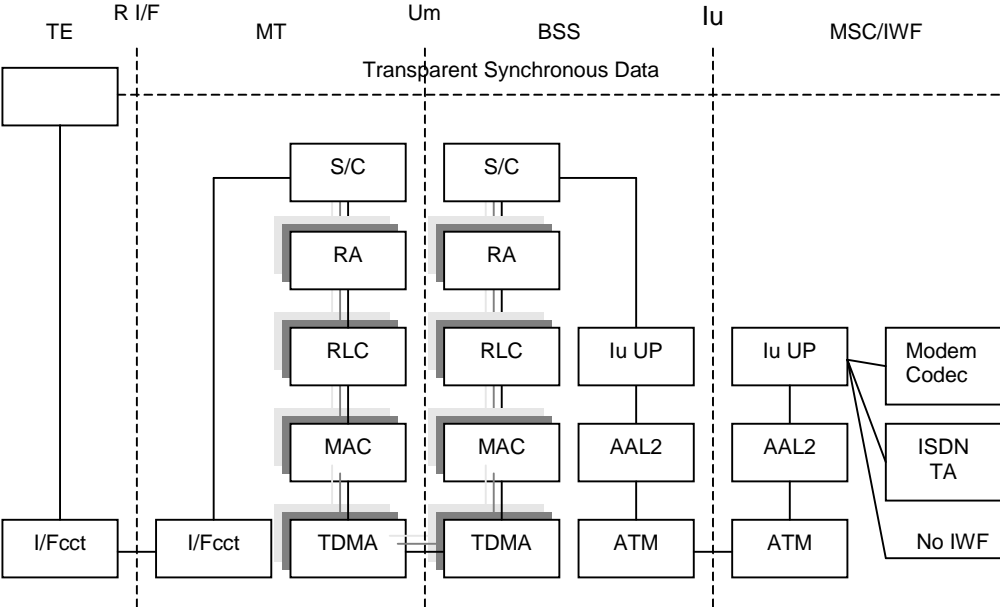 TE
R I/F
MT
Um
BSS
Iu
MSC/IWF
Transparent Synchronous Data
S/C
S/C
RA
RA
RLC
RLC
Iu UP
Iu UP
Modem
Codec
MAC
MAC
AAL2
AAL2
ISDN
TA
I/Fcct
I/Fcct
TDMA
TDMA
ATM
ATM
No IWF